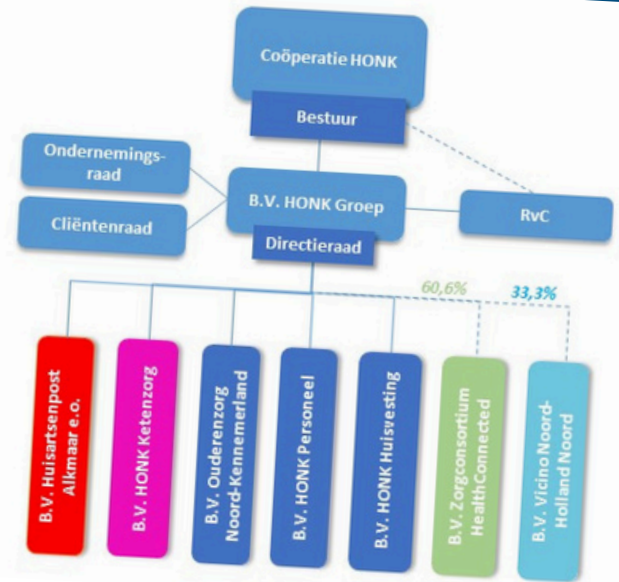 Coöperatie HONK
Bestuur
Ondernemings-
raad
Cliëntenraad
B.V. HONK Groep
Directieraad
RvC
60,6%
33,3%
B.V. Huisartsenpost
Alkmaar e.o.
B.V. HONK Ketenzorg
B.V. Ouderenzorg
Noord-Kennemerland
B.V. HONK Personeel
B.V. HONK Huisvesting
B.V. Zorgconsortium
HealthConnected
B.V. Vicino Noord-
Holland Noord